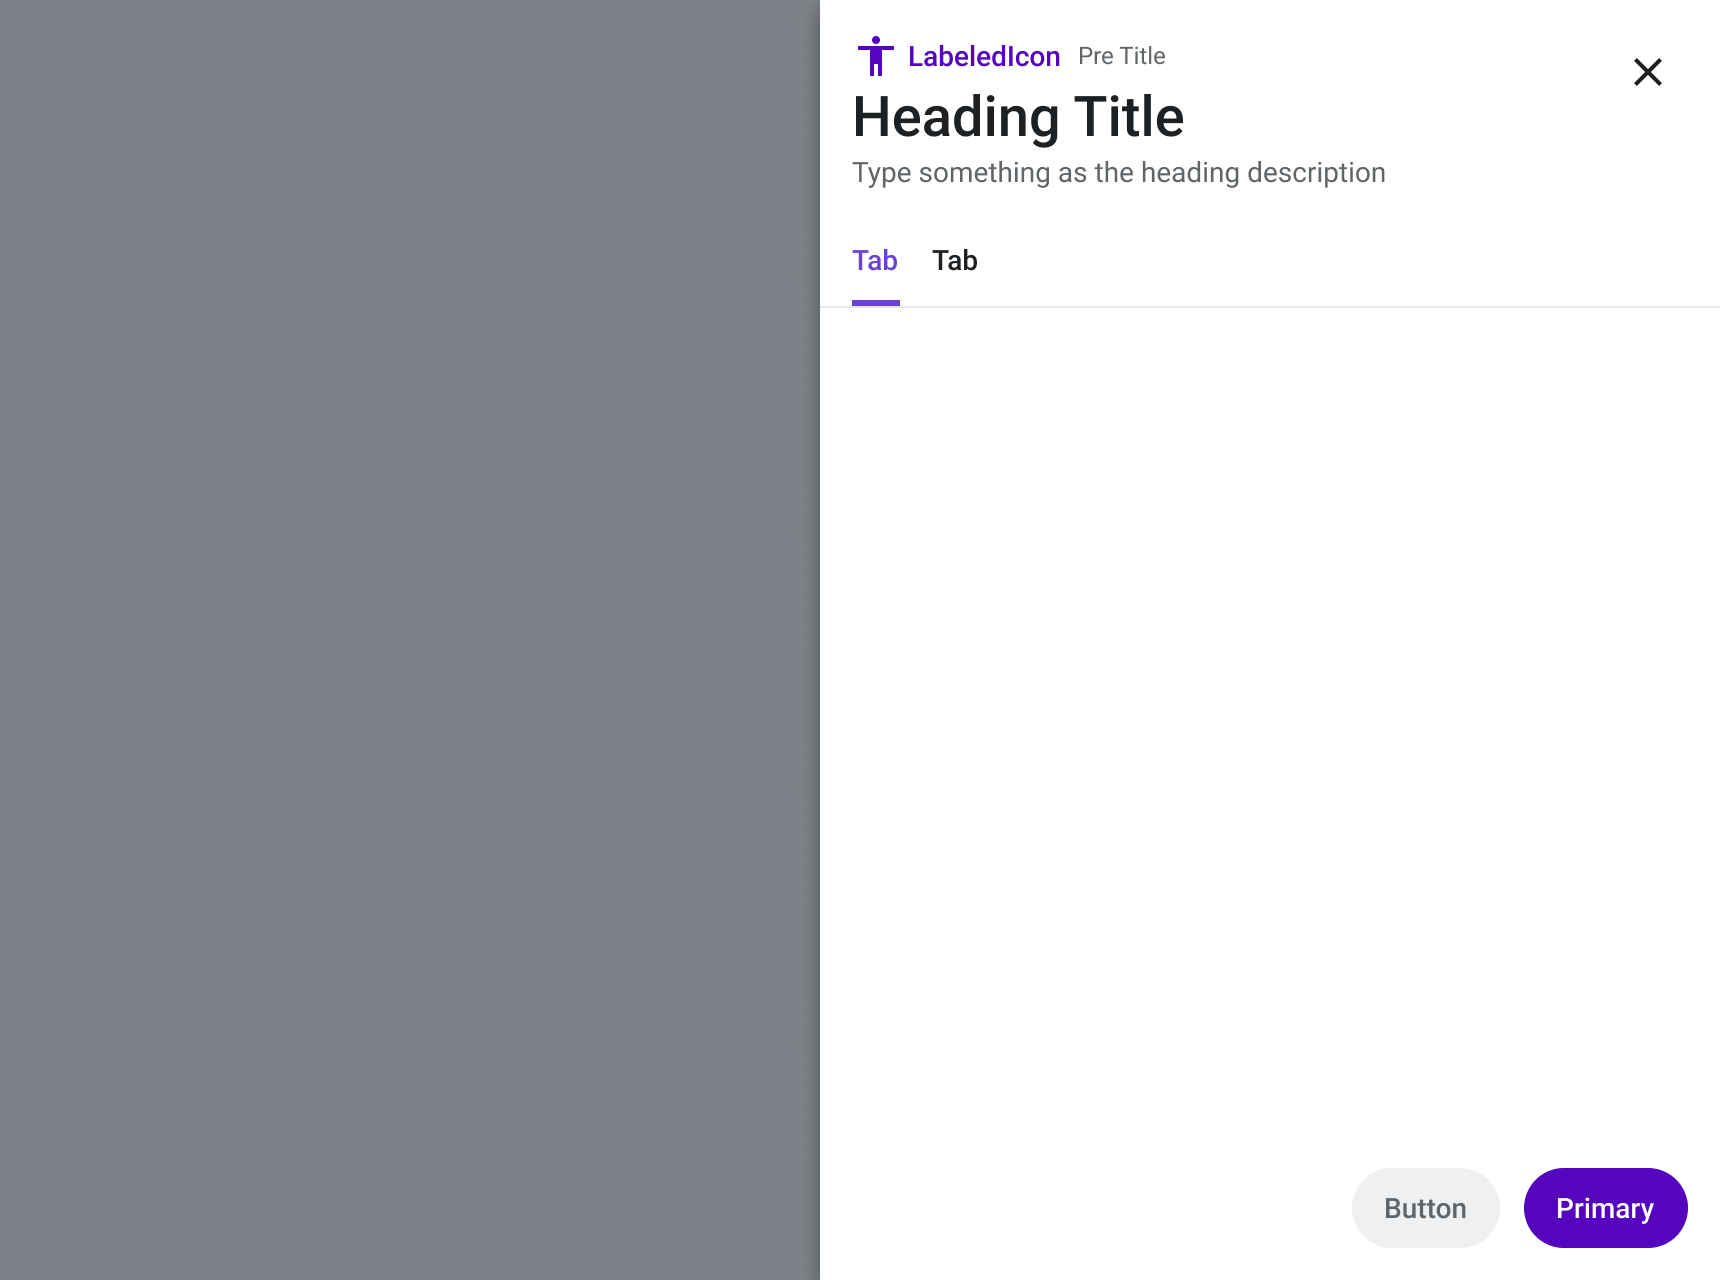 LabeledIcon Pre Title
Heading Title
Type something as the heading description
Tab Tab
Button Primary